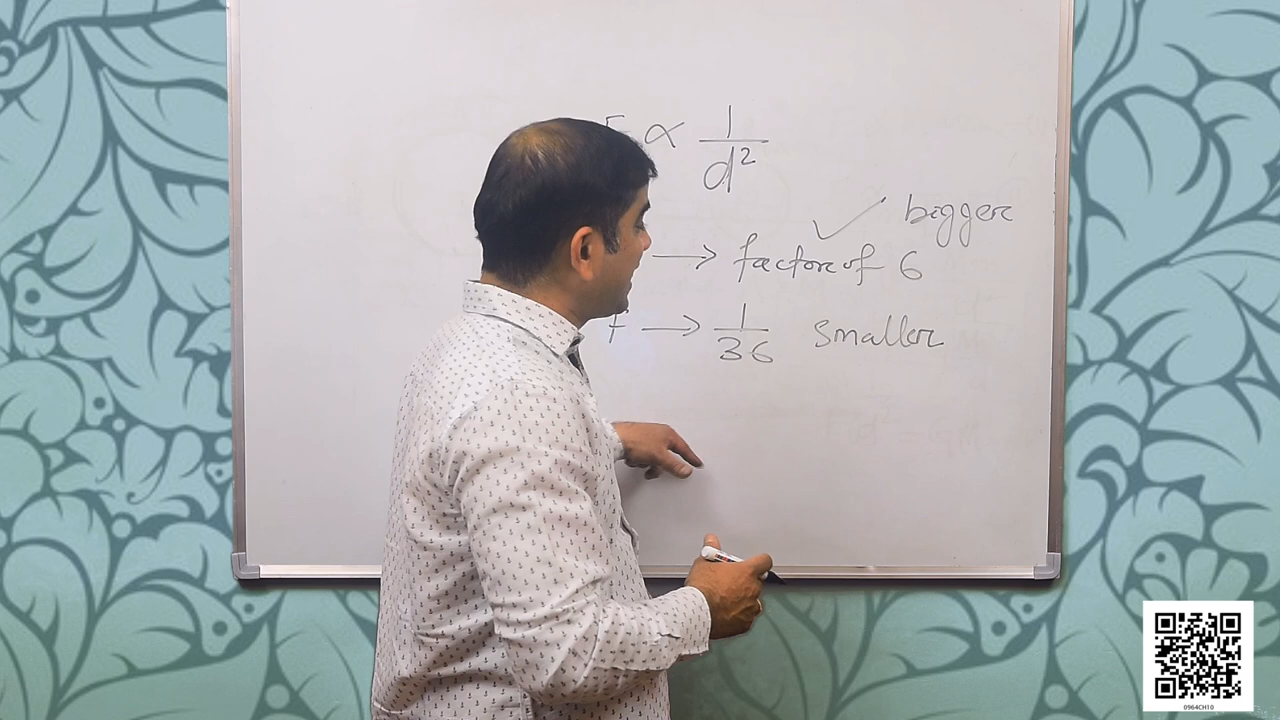 F ∝ 1/d²
bigger
→ factor of 6
F → 1/36 smaller
0964CH10